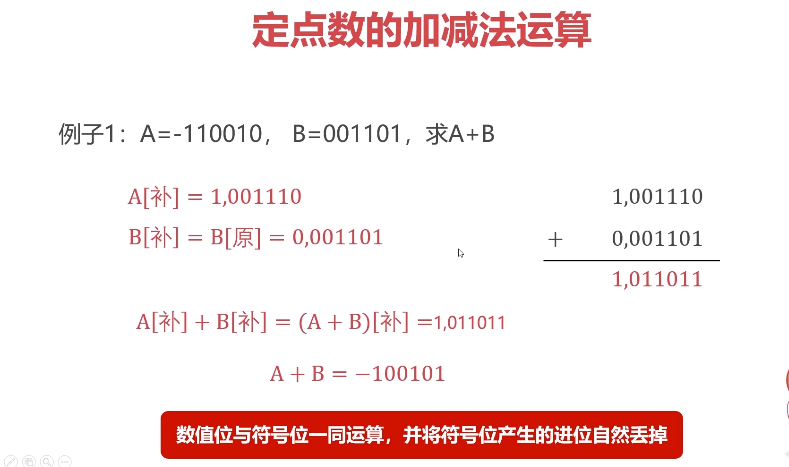 定点数的加减法运算
例子1：A=-110010， B=001101，求A+B
A[补] = 1,001110
B[补] = B[原] = 0,001101
1,001110
+ 0,001101
1,011011
A[补] + B[补] = (A + B)[补] =1,011011
A + B = −100101
数值位与符号位一同运算，并将符号位产生的进位自然丢掉